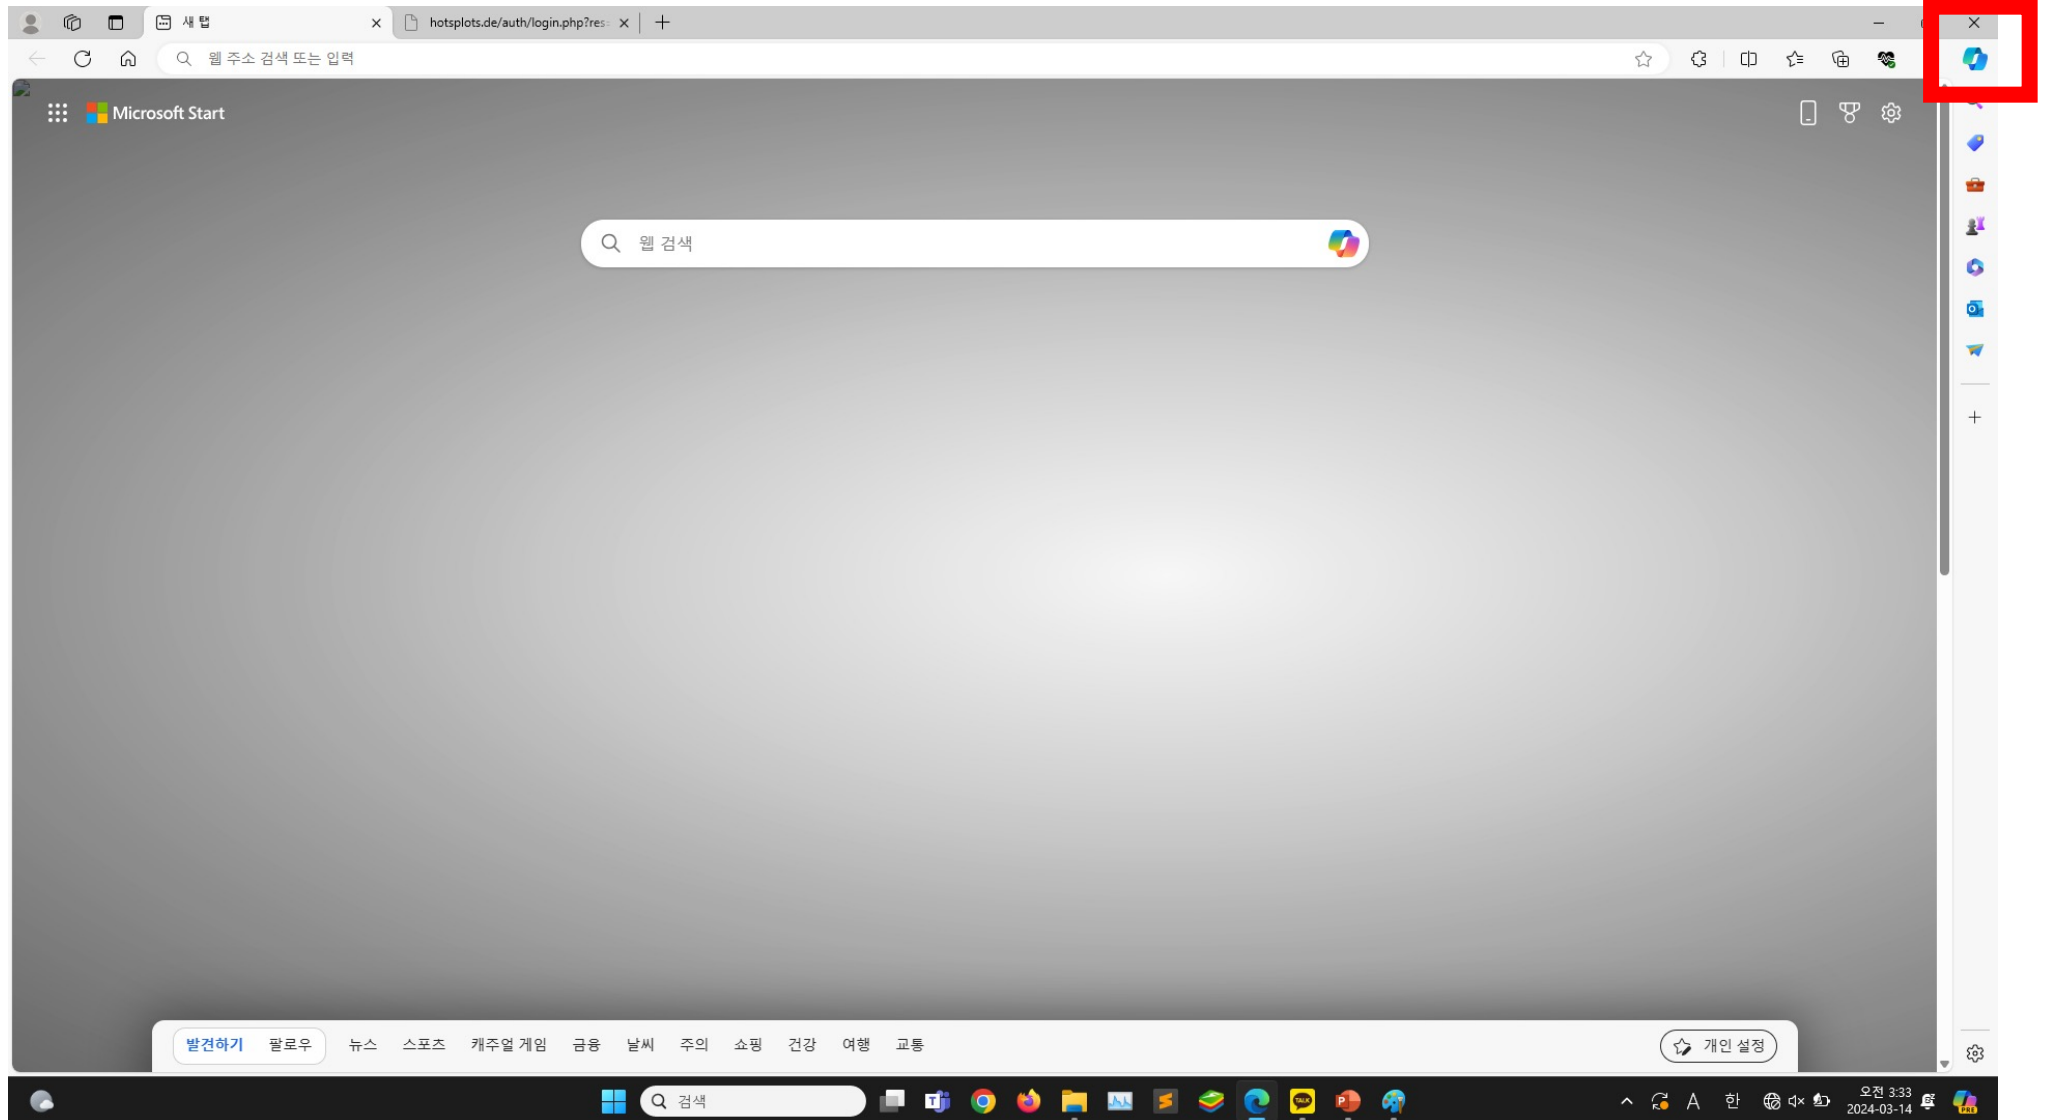 새 탭
hotsplots.de/auth/login.php?res=
웹 주소 검색 또는 입력
Microsoft Start
웹 검색
발견하기 팔로우 뉴스 스포츠 캐주얼 게임 금융 날씨 주의 쇼핑 건강 여행 교통
개인 설정
검색
TALK
A 한
오전 3:33
2024-03-14
PRE